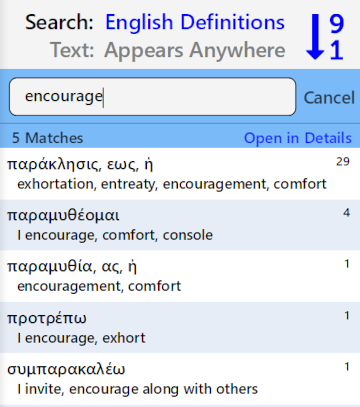 Search: English Definitions
Text: Appears Anywhere
9
1
encourage
Cancel
5 Matches
Open in Details
παράκλησις, εως, ἡ 29
exhortation, entreaty, encouragement, comfort
παραμυθέομαι 4
I encourage, comfort, console
παραμυθία, ας, ἡ 1
encouragement, comfort
προτρέπω 1
I encourage, exhort
συμπαρακαλέω 1
I invite, encourage along with others